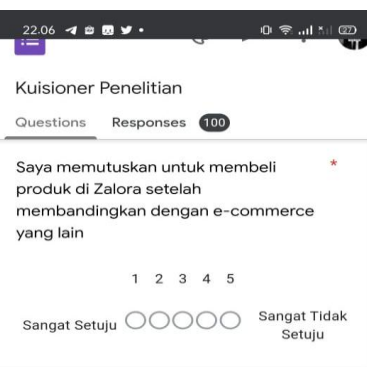 22.06
27
Kuisioner Penelitian
Questions Responses 100
Saya memutuskan untuk membeli *
produk di Zalora setelah
membandingkan dengan e-commerce
yang lain
1 2 3 4 5
Sangat Setuju Sangat Tidak
Setuju